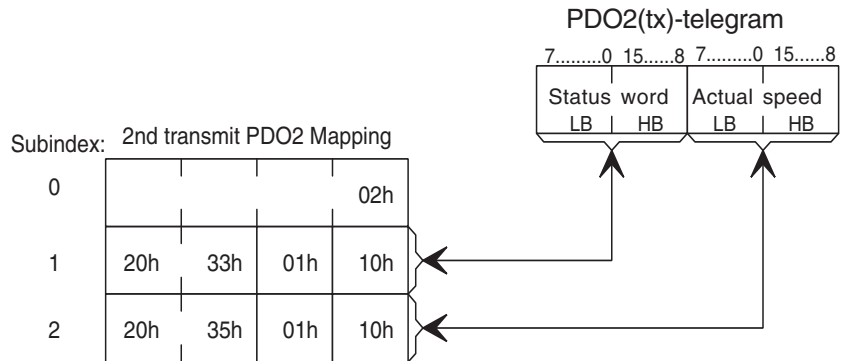 PDO2(tx)-telegram
7.........0 15......8 7.........0 15......8
Status word Actual speed
LB HB LB HB
Subindex: 2nd transmit PDO2 Mapping
0 02h
1 20h 33h 01h 10h
2 20h 35h 01h 10h